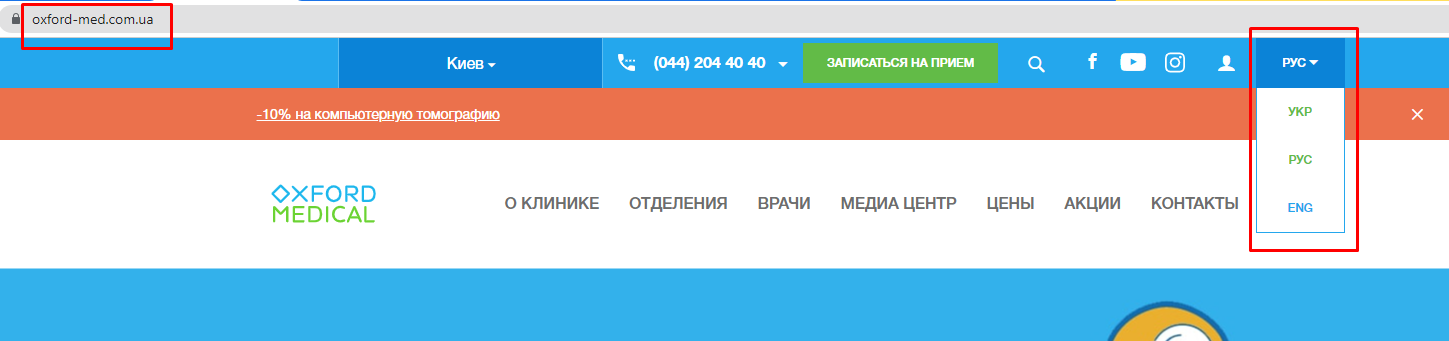 oxford-med.com.ua
Киев
(044) 204 40 40
ЗАПИСАТЬСЯ НА ПРИЕМ
f
РУС
-10% на компьютерную томографию
УКР
РУС
ENG
OXFORD
MEDICAL
О КЛИНИКЕ ОТДЕЛЕНИЯ ВРАЧИ МЕДИА ЦЕНТР ЦЕНЫ АКЦИИ КОНТАКТЫ